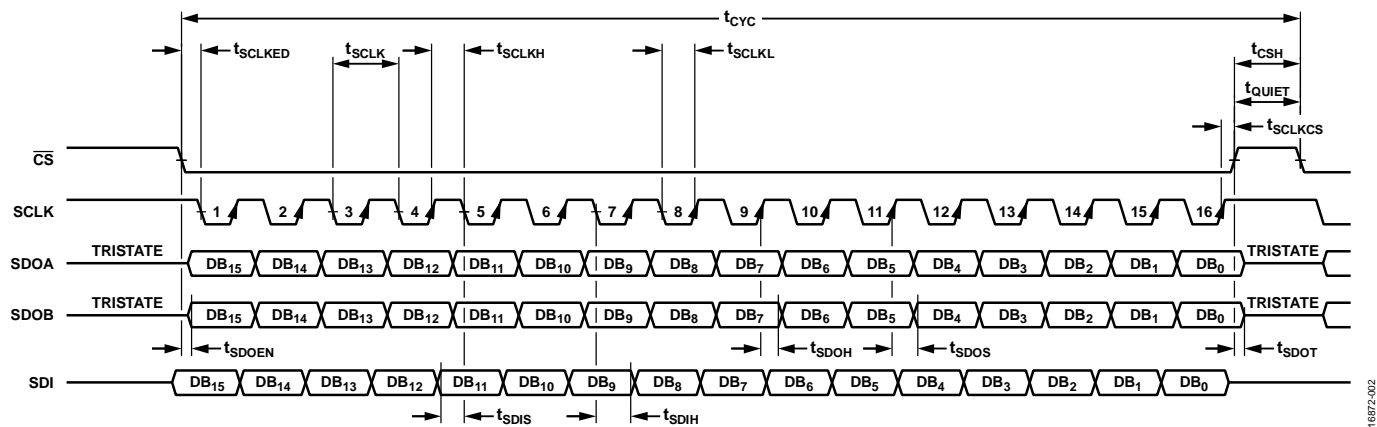 tCYC
tSCLKED tSCLK tSCLKH tSCLKL tCSH
tQUIET
tSCLKCS
CS
SCLK 1 2 3 4 5 6 7 8 9 10 11 12 13 14 15 16
TRISTATE TRISTATE
SDOA DB15 DB14 DB13 DB12 DB11 DB10 DB9 DB8 DB7 DB6 DB5 DB4 DB3 DB2 DB1 DB0
TRISTATE TRISTATE
SDOB DB15 DB14 DB13 DB12 DB11 DB10 DB9 DB8 DB7 DB6 DB5 DB4 DB3 DB2 DB1 DB0
tSDOEN tSDOH tSDOS tSDOT
SDI DB15 DB14 DB13 DB12 DB11 DB10 DB9 DB8 DB7 DB6 DB5 DB4 DB3 DB2 DB1 DB0
tSDIS tSDIH
16872-002